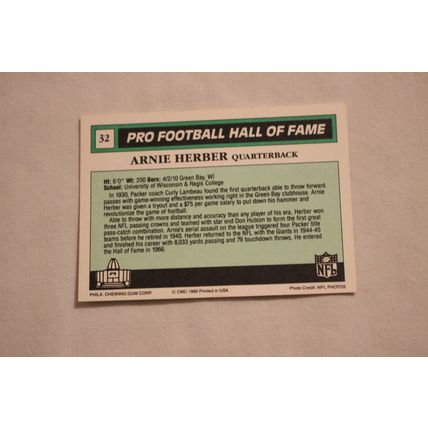 32
PRO FOOTBALL HALL OF FAME
ARNIE HERBER QUARTERBACK
Ht: 6'0" Wt: 200 Born: 4/2/10 Green Bay, WI
School: University of Wisconsin & Regis College
In 1930, Packer coach Curly Lambeau found the first quarterback able to throw forward
passes with game-winning effectiveness working right in the Green Bay clubhouse. Arnie
Herber was given a tryout and a $75 per game salary to put down his hammer and
revolutionize the game of football.
Able to throw with more distance and accuracy than any player of his era, Herber won
three NFL passing crowns and teamed with star end Don Hutson to form the first great
pass-catch combination. Arnie's aerial assault on the league triggered four Packer title
teams before he retired in 1940. Herber returned to the NFL with the Giants in 1944-45
and finished his career with 8,033 yards passing and 79 touchdown throws. He entered
the Hall of Fame in 1966.
NFL
PHILA. CHEWING GUM CORP.
© CMC 1990 Printed in USA
Photo Credit: NFL PHOTOS